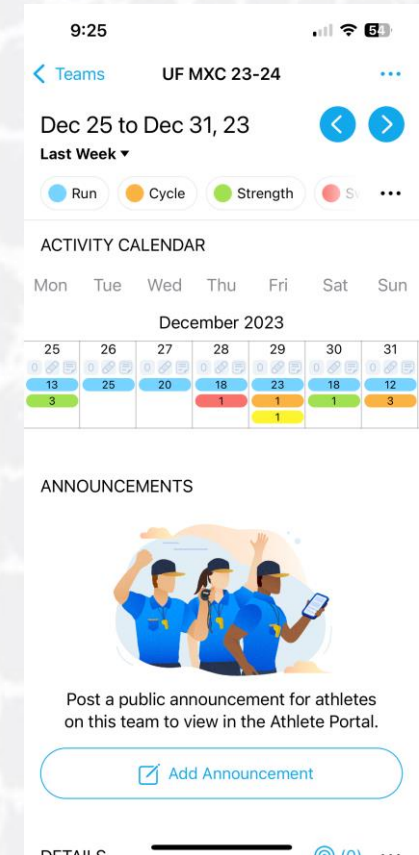 9:25
54
Teams
UF MXC 23-24
Dec 25 to Dec 31, 23
Last Week
Run Cycle Strength
ACTIVITY CALENDAR
Mon Tue Wed Thu Fri Sat Sun
December 2023
25 26 27 28 29 30 31
0 0 0 0 0 0 0
13 25 20 18 23 18 12
3 1 1 1 3
1
ANNOUNCEMENTS
Post a public announcement for athletes
on this team to view in the Athlete Portal.
Add Announcement
DETAILS (0)